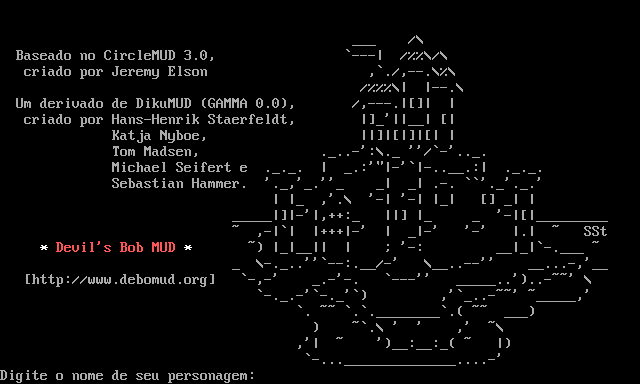 Baseado no CircleMUD 3.0,
criado por Jeremy Elson
Um derivado de DikuMUD (GAMMA 0.0),
criado por Hans-Henrik Staerfeldt,
Katja Nyboe,
Tom Madsen,
Michael Seifert e
Sebastian Hammer.
SSt
* Devil's Bob MUD *
[http://www.debomud.org]
Digite o nome de seu personagem: